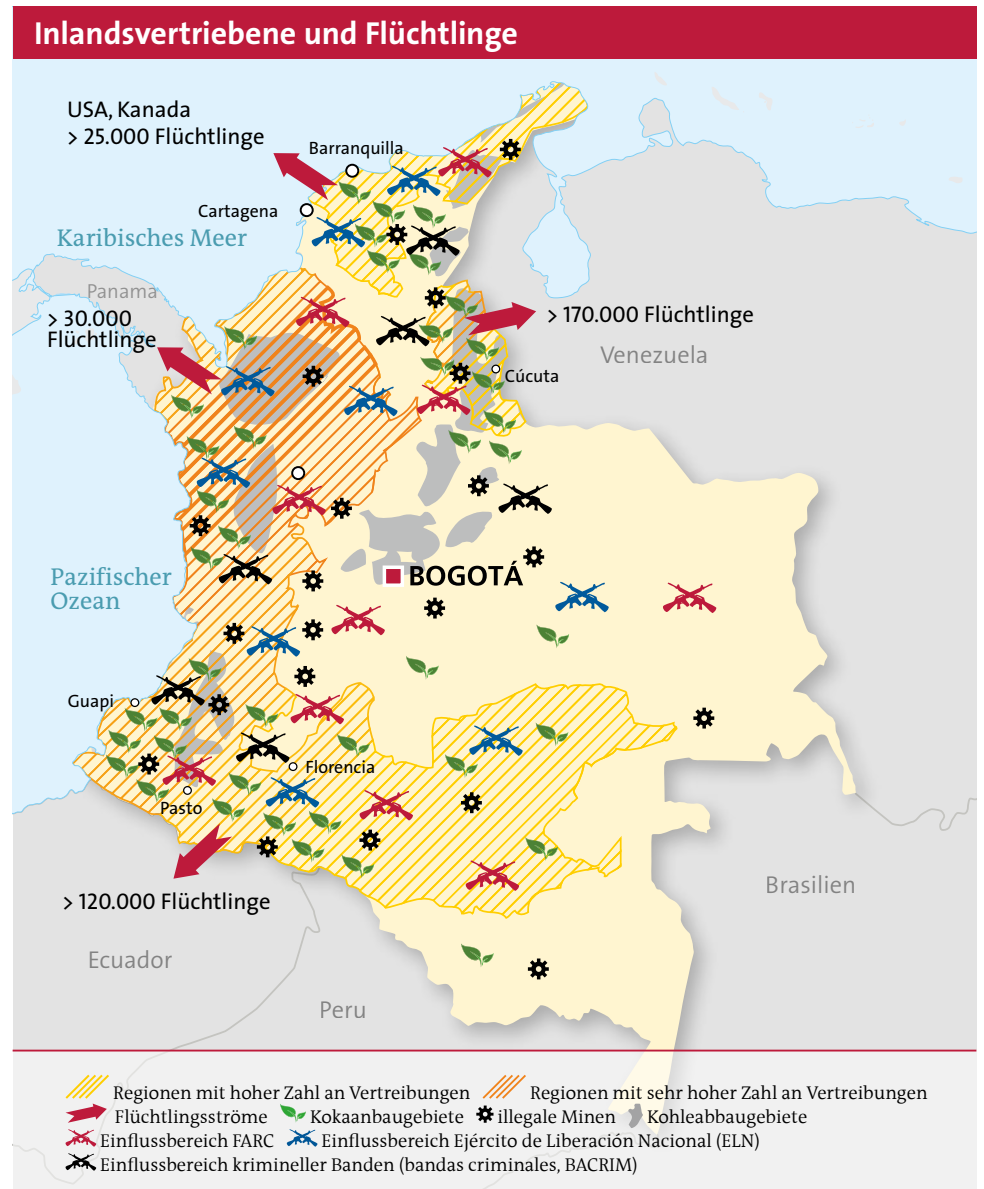 Inlandsvertriebene und Flüchtlinge
USA, Kanada
> 25.000 Flüchtlinge
Barranquilla
Cartagena
Karibisches Meer
Panama
> 30.000
Flüchtlinge
> 170.000 Flüchtlinge
Venezuela
Cúcuta
Pazifischer
Ozean
BOGOTÁ
Guapi
Florencia
Pasto
> 120.000 Flüchtlinge
Brasilien
Ecuador
Peru
Regionen mit hoher Zahl an Vertreibungen
Regionen mit sehr hoher Zahl an Vertreibungen
Flüchtlingsströme
Kokaanbaugebiete
illegale Minen
Kohleabbaugebiete
Einflussbereich FARC
Einflussbereich Ejército de Liberación Nacional (ELN)
Einflussbereich krimineller Banden (bandas criminales, BACRIM)